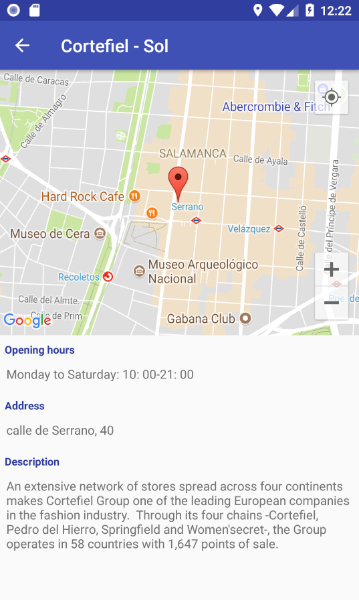 12:22
Cortefiel - Sol
Calle de Caracas
Calle de Almagro
Abercrombie & Fitch
SALAMANCA
Calle de Ayala
Hard Rock Cafe
Serrano
Velázquez
Calle de Castelló
Calle del Príncipe de Vergara
Museo de Cera
Recoletos
Museo Arqueológico
Nacional
Calle del Almte.
Calle de Prim
Gabana Club
Google
+
−
Opening hours
Monday to Saturday: 10: 00-21: 00
Address
calle de Serrano, 40
Description
An extensive network of stores spread across four continents
makes Cortefiel Group one of the leading European companies
in the fashion industry.  Through its four chains -Cortefiel,
Pedro del Hierro, Springfield and Women'secret-, the Group
operates in 58 countries with 1,647 points of sale.